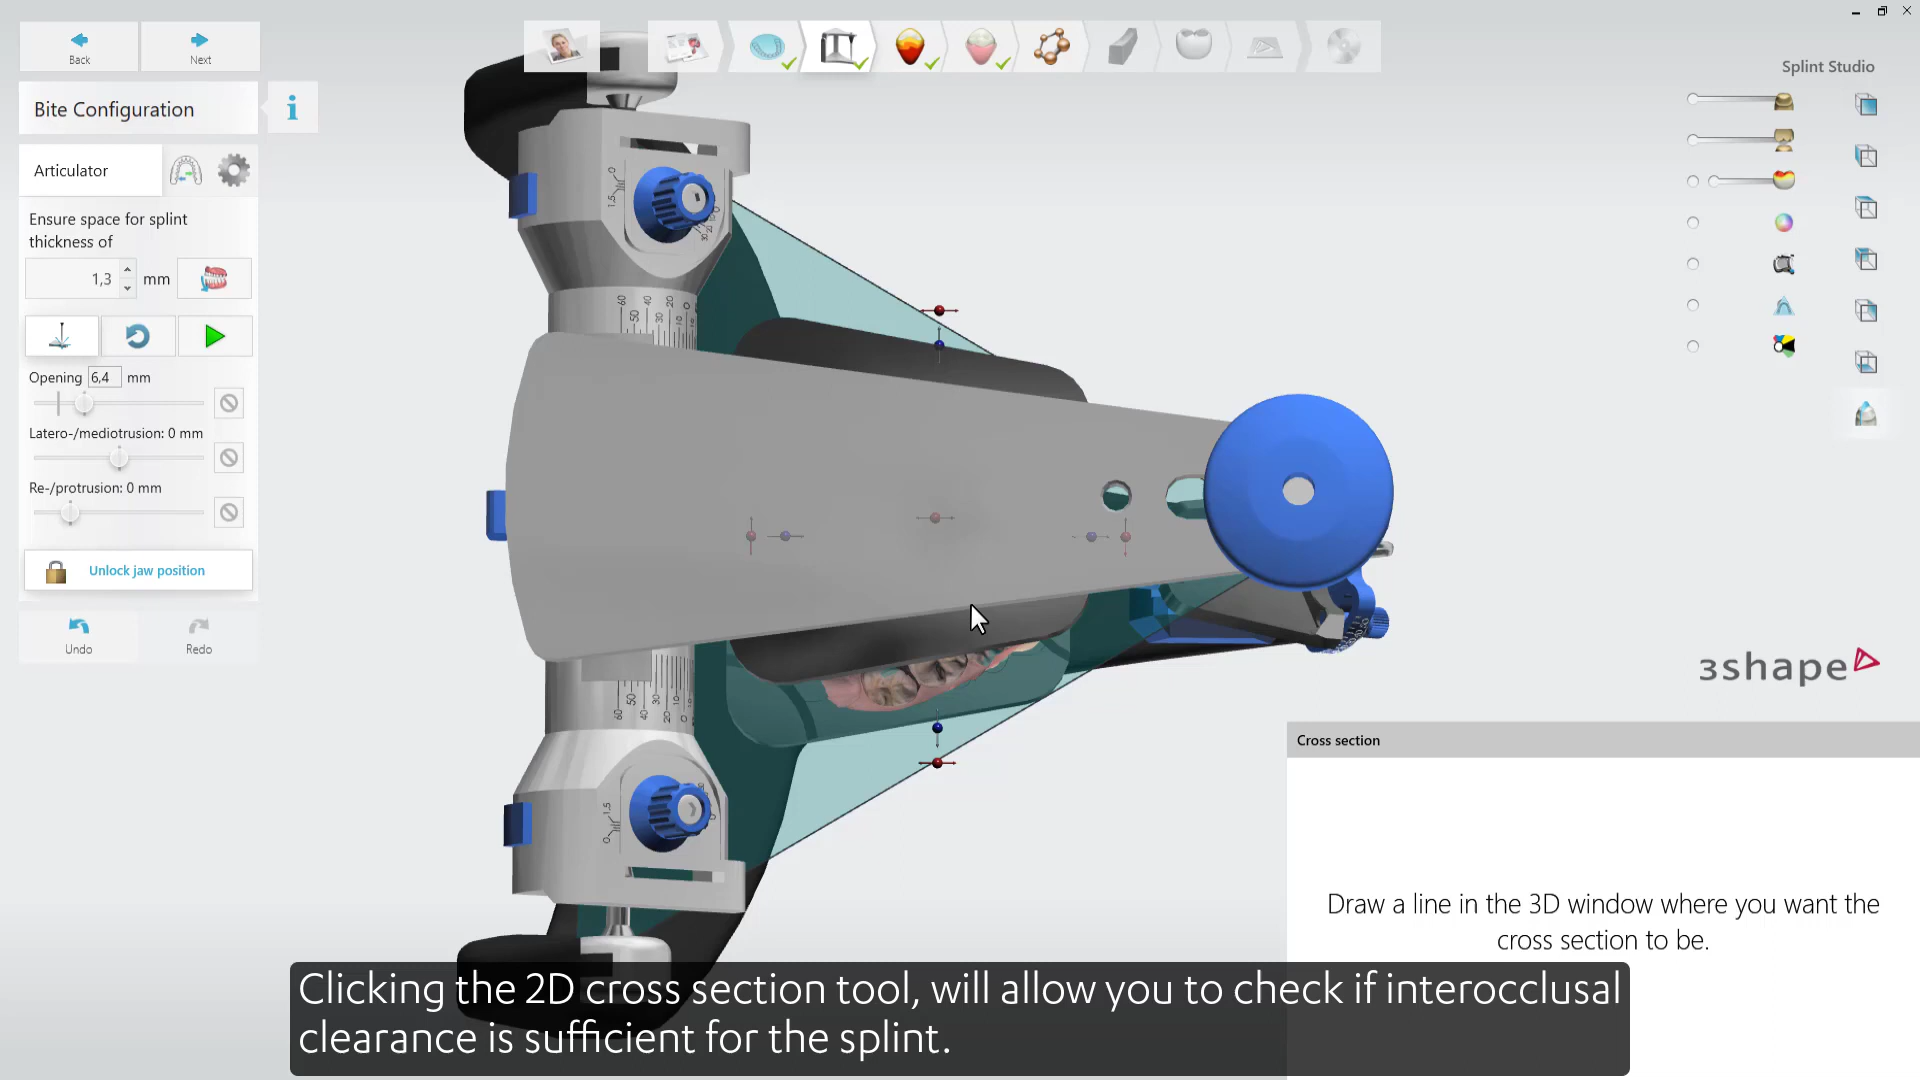 Back
Next
Splint Studio
Bite Configuration
i
Articulator
Ensure space for splint
thickness of
1,3 mm
Opening 6,4 mm
Latero-/mediotrusion: 0 mm
Re-/protrusion: 0 mm
Unlock jaw position
Undo
Redo
3shape
Cross section
Draw a line in the 3D window where you want the
cross section to be.
Clicking the 2D cross section tool, will allow you to check if interocclusal
clearance is sufficient for the splint.